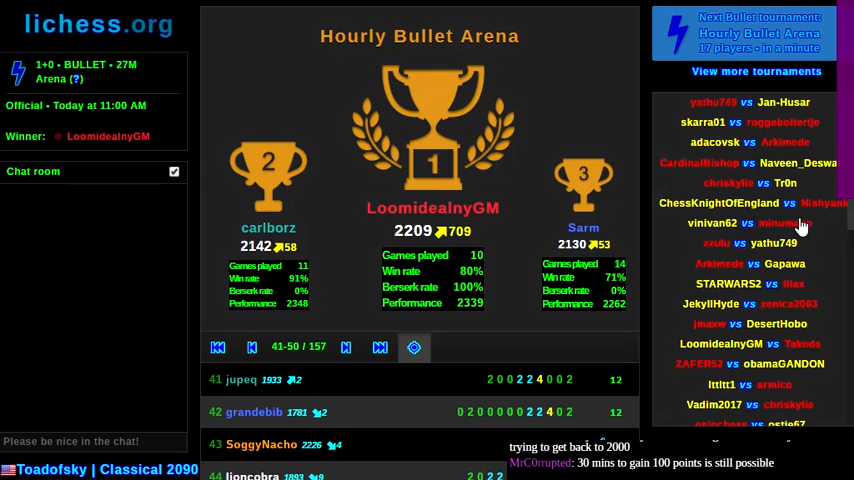 lichess.org
1+0 • BULLET • 27M
Arena (?)
Official • Today at 11:00 AM
Winner: LoomidealnyGM
Chat room
Please be nice in the chat!
Toadofsky | Classical 2090
Hourly Bullet Arena
2
1
3
LoomidealnyGM
2209 709
Games played 10
Win rate 80%
Berserk rate 100%
Performance 2339
carlborz
2142 58
Games played 11
Win rate 91%
Berserk rate 0%
Performance 2348
Sarm
2130 53
Games played 14
Win rate 71%
Berserk rate 0%
Performance 2262
41-50 / 157
41 jupeq 1933 2 2 0 0 2 2 4 0 0 2 12
42 grandebib 1781 2 0 2 0 0 0 0 0 2 2 4 0 2 12
43 SoggyNacho 2226 4
44 lioncobra 1893 9 2 0 2 2
Next Bullet tournament:
Hourly Bullet Arena
17 players - in a minute
View more tournaments
yathu749 vs Jan-Husar
skarra01 vs roggeboltertje
adacovsk vs Arkimede
CardinalBishop vs Naveen_Deswa
chriskylie vs Tr0n
ChessKnightOfEngland vs Nishyank
vinivan62 vs
zzulu vs yathu749
Arkimede vs Gapawa
STARWARS2 vs
JekyllHyde vs renica2003
jmaxw vs DesertHobo
LoomidealnyGM vs Takeda
ZAFER52 vs obamaGANDON
vs srmico
Vadim2017 vs chriskylie
vs ostie67
trying to get back to 2000
MrC0rrupted: 30 mins to gain 100 points is still possible